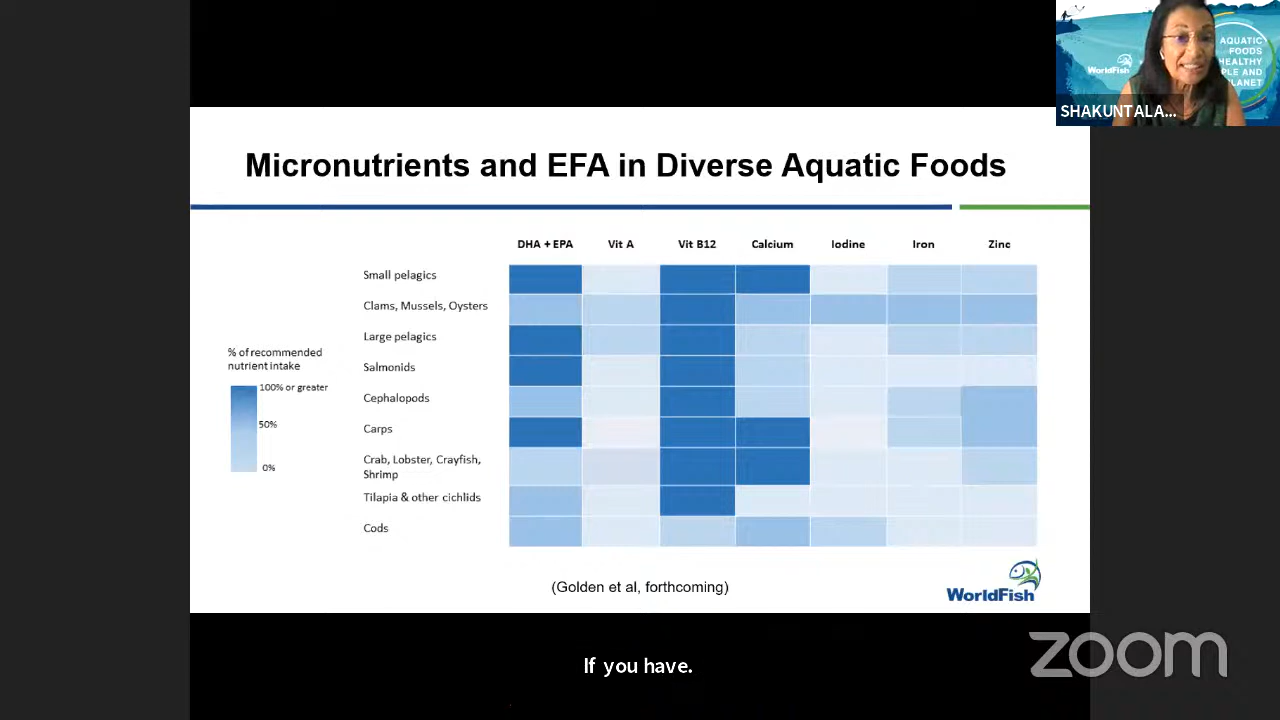 AQUATIC
FOODS
WorldFish
HEALTHY
PLE AND
PLANET
SHAKUNTALA...
Micronutrients and EFA in Diverse Aquatic Foods
DHA + EPA Vit A Vit B12 Calcium Iodine Iron Zinc
Small pelagics
Clams, Mussels, Oysters
Large pelagics
% of recommended
nutrient intake
Salmonids
100% or greater
Cephalopods
50%
Carps
Crab, Lobster, Crayfish,
0%
Shrimp
Tilapia & other cichlids
Cods
(Golden et al, forthcoming)
WorldFish
zoom
If you have.